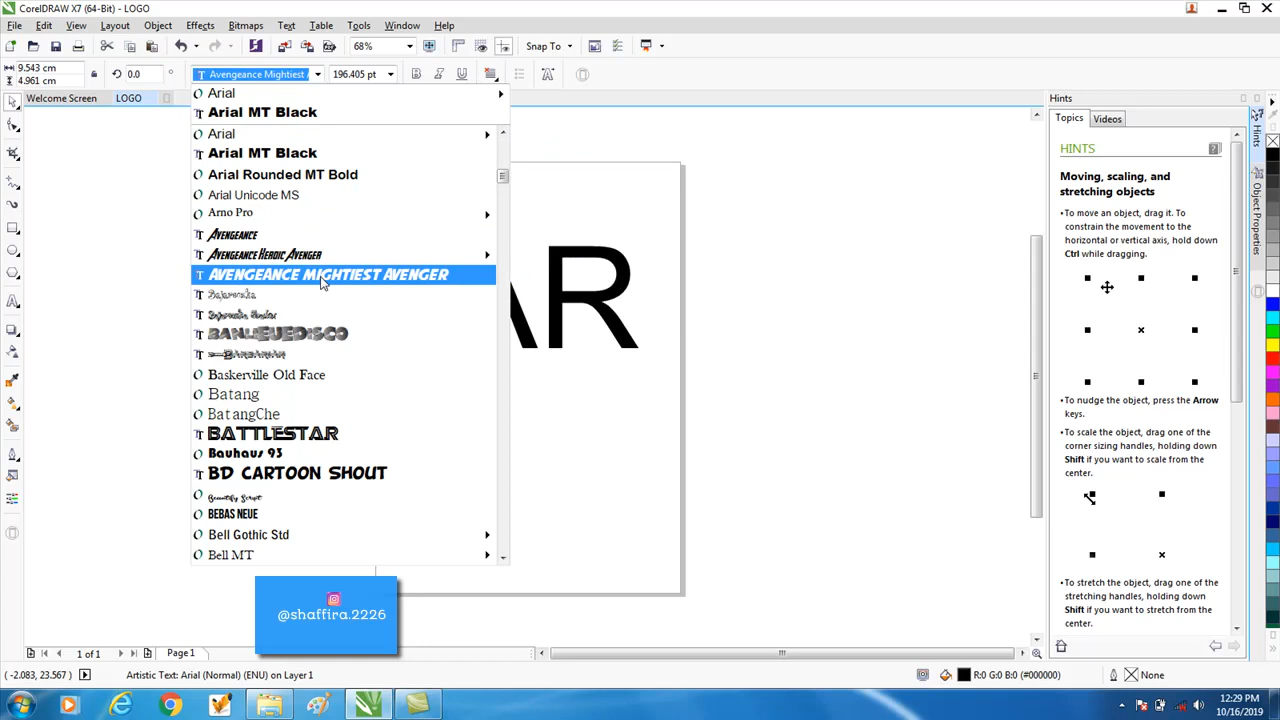 CorelDRAW X7 (64-Bit) - LOGO
File Edit View Layout Object Effects Bitmaps Text Table Tools Window Help
68% Snap To
9.543 cm
4.961 cm
0.0 °
Avengeance Mightiest A
196.405 pt
Welcome Screen LOGO
Arial
Arial MT Black
Arial
Arial MT Black
Arial Rounded MT Bold
Arial Unicode MS
Arno Pro
AVENGEANCE
AVENGEANCE HEROIC AVENGER
AVENGEANCE MIGHTIEST AVENGER
BANLIEUEDISCO
BARBARIAN
Baskerville Old Face
Batang
BatangChe
BATTLESTAR
Bauhaus 93
BD CARTOON SHOUT
Beautify Script
BEBAS NEUE
Bell Gothic Std
Bell MT
AR
@shaffira.2226
Hints
Topics Videos
HINTS
Moving, scaling, and
stretching objects
• To move an object, drag it. To
constrain the movement to the
horizontal or vertical axis, hold down
Ctrl while dragging.
• To nudge the object, press the Arrow
keys.
• To scale the object, drag one of the
corner sizing handles, holding down
Shift if you want to scale from the
center.
• To stretch the object, drag one of the
stretching handles, holding down
Shift if you want to stretch from the
center.
Hints
Object Properties
1 of 1 Page 1
(-2.083, 23.567) Artistic Text: Arial (Normal) (ENU) on Layer 1 R:0 G:0 B:0 (#000000) None
12:29 PM
10/16/2019